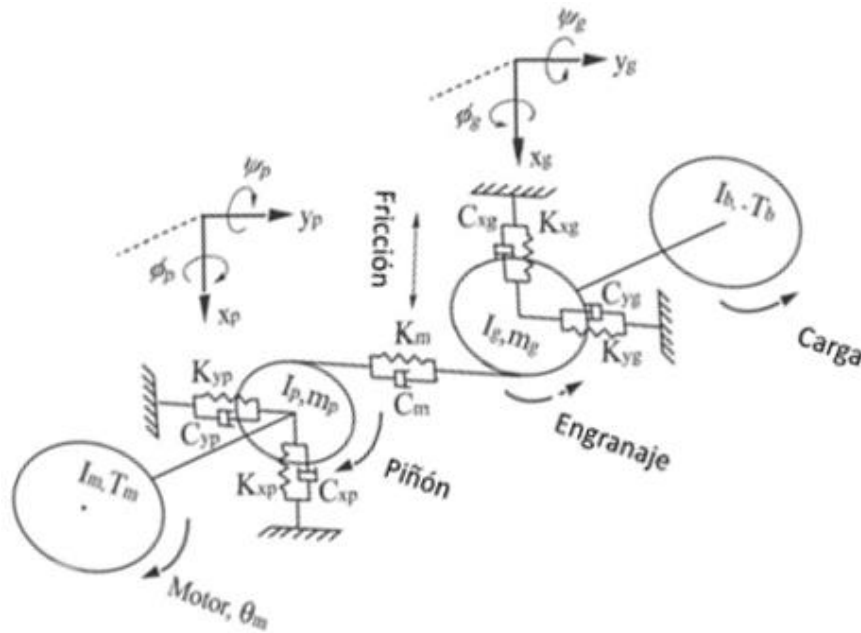 ψg
yg
ϕg
xg
Ib, -Tb
Carga
ψp
yp
ϕp
xp
Fricción
Cxg
Kxg
Ig,mg
Cyg
Kyg
Engranaje
Km
Cm
Kyp
Cyp
Ip,mp
Kxp
Cxp
Piñón
Im,Tm
Motor, θm